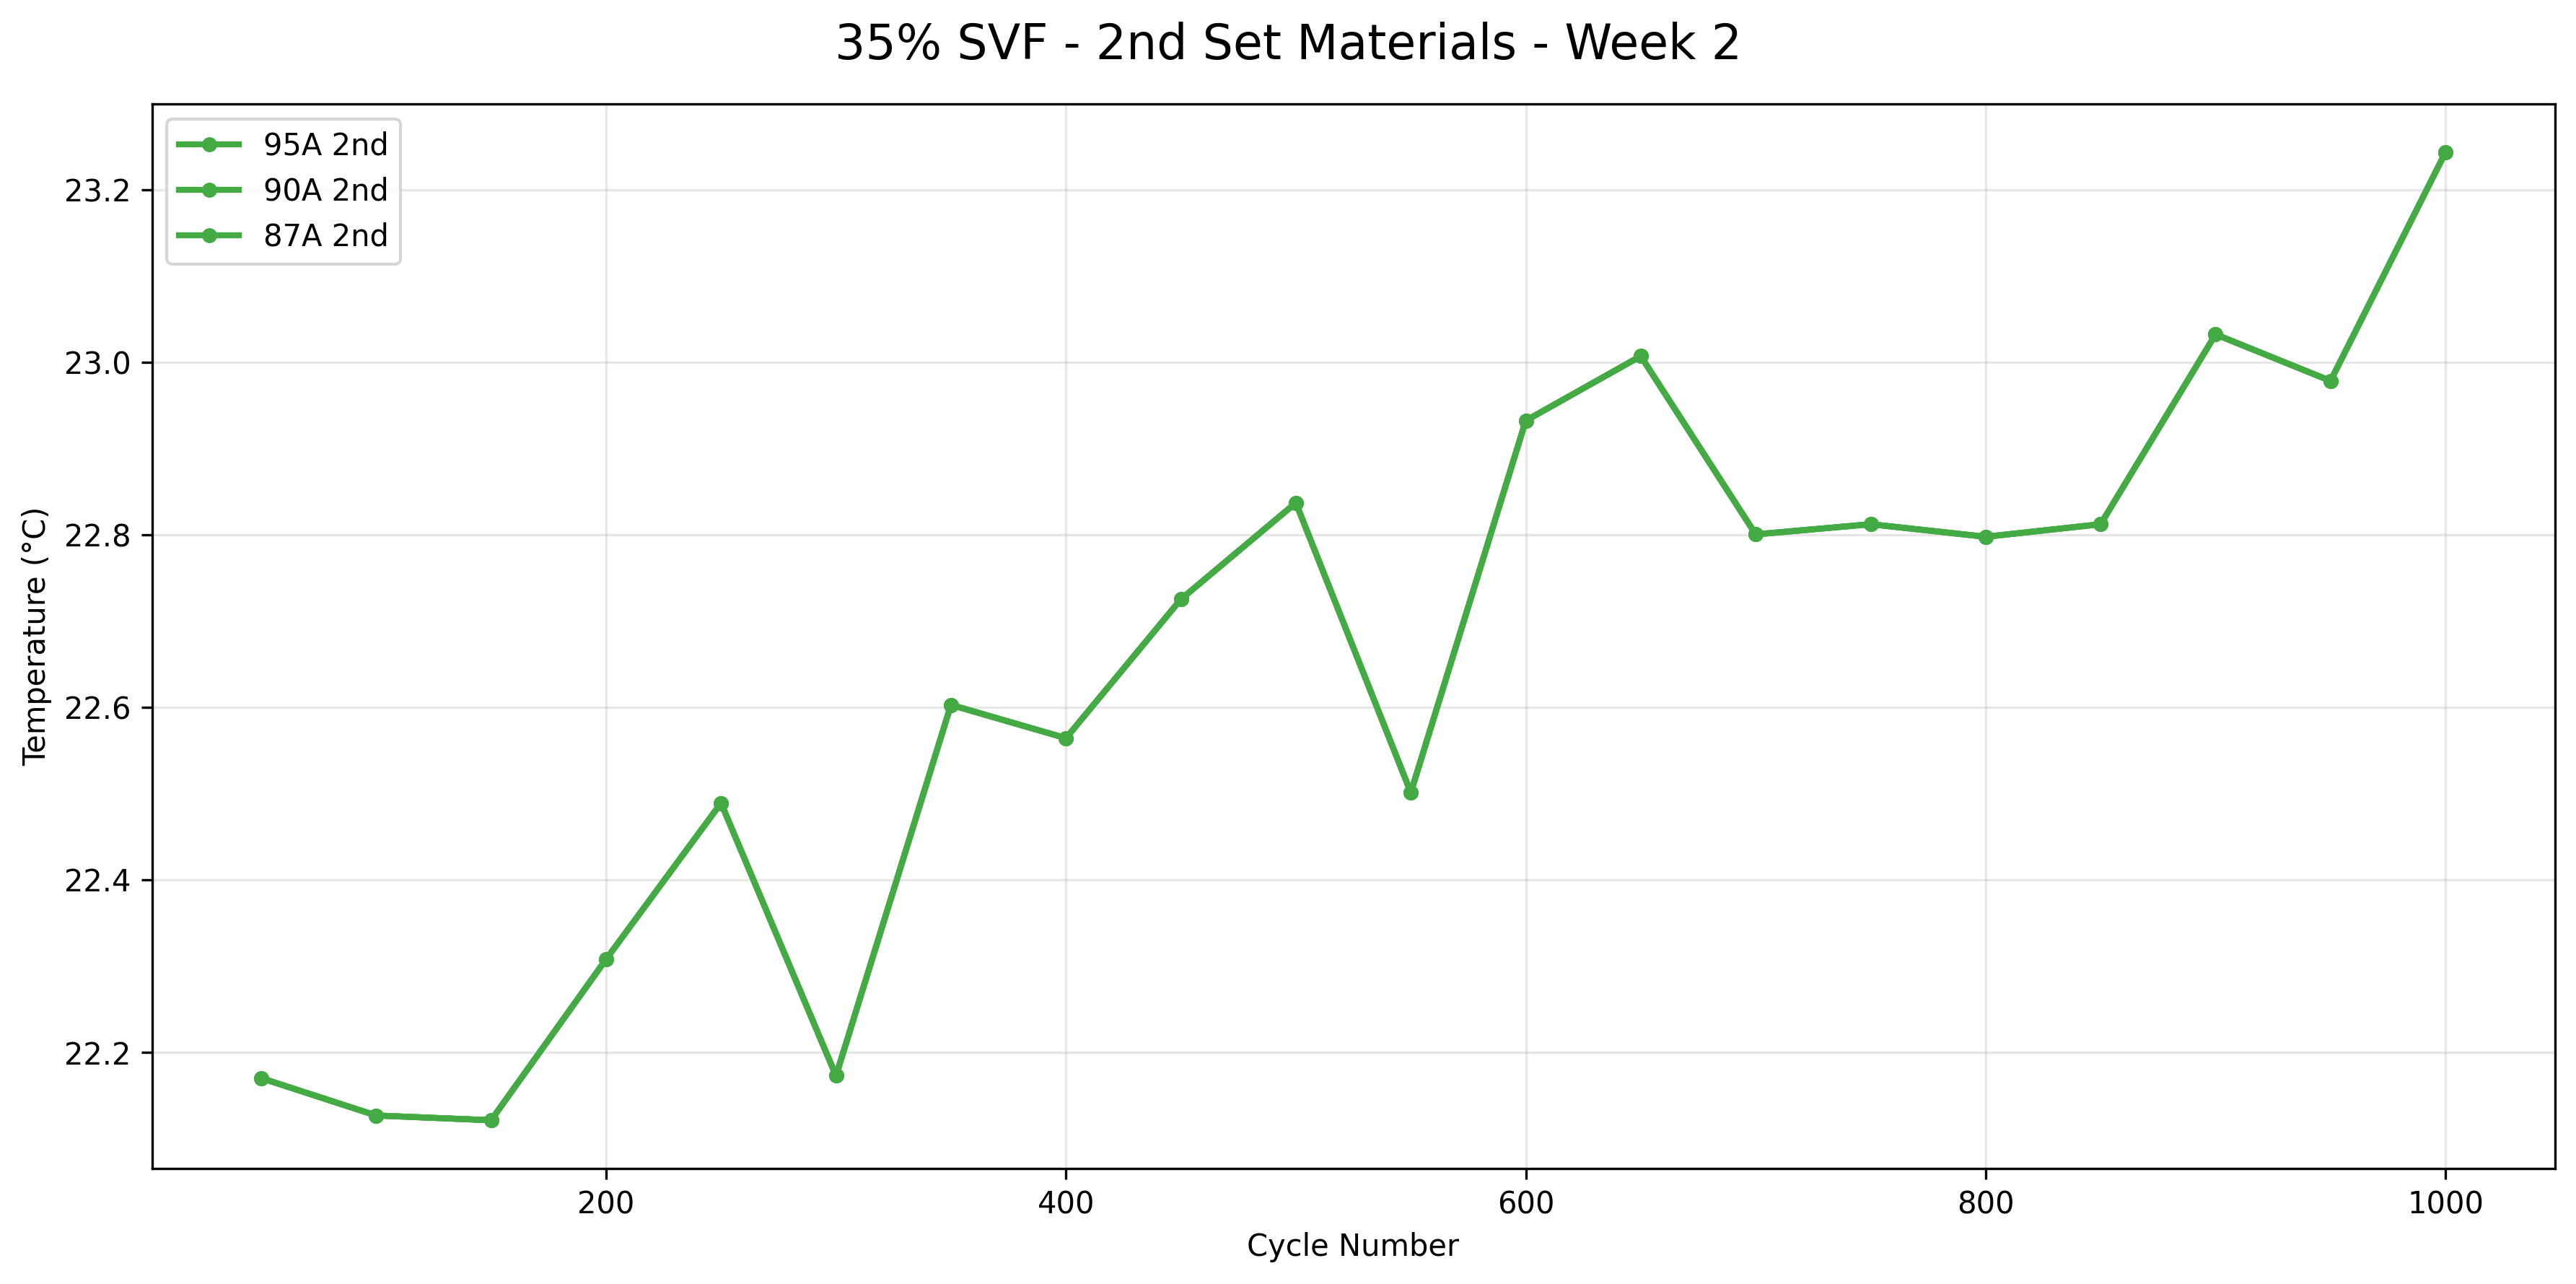 35% SVF - 2nd Set Materials - Week 2
95A 2nd
90A 2nd
87A 2nd
23.2
23.0
22.8
22.6
22.4
22.2
Temperature (°C)
200 400 600 800 1000
Cycle Number